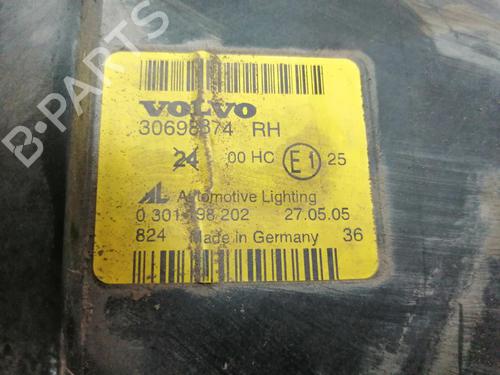 VOLVO
30698874 RH
24 00 HC E1 25
AL Automotive Lighting
0 301 198 202 27.05.05
824 Made in Germany 36
B-PARTS